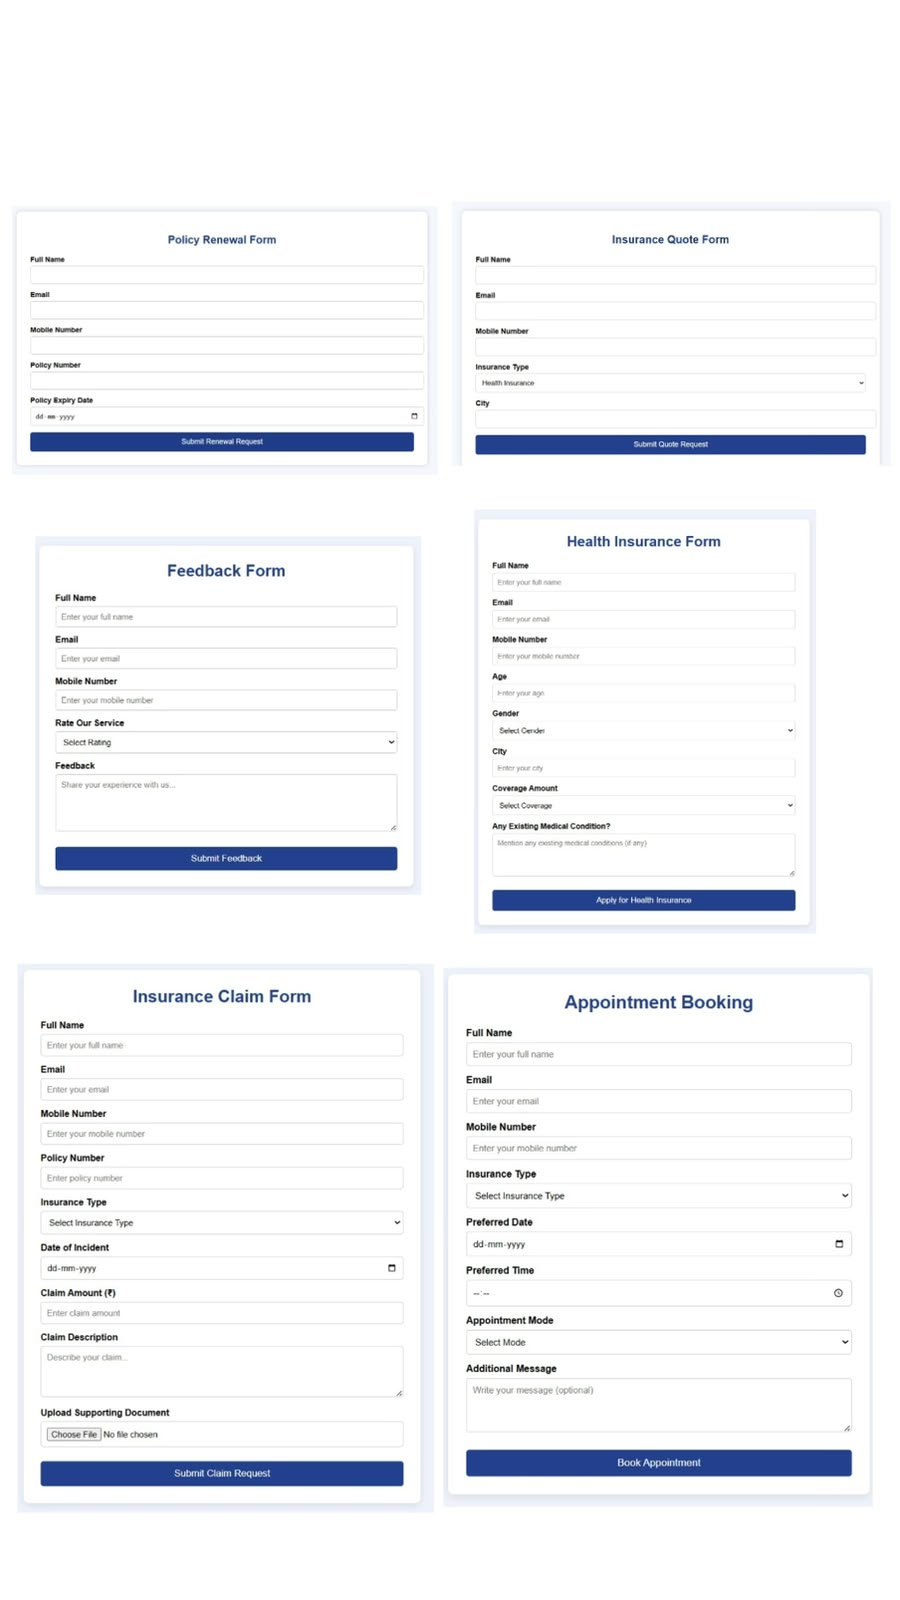 Policy Renewal Form
Full Name
Email
Mobile Number
Policy Number
Policy Expiry Date
dd-mm-yyyy
Submit Renewal Request
Insurance Quote Form
Full Name
Email
Mobile Number
Insurance Type
Health Insurance
City
Submit Quote Request
Feedback Form
Full Name
Enter your full name
Email
Enter your email
Mobile Number
Enter your mobile number
Rate Our Service
Select Rating
Feedback
Share your experience with us...
Submit Feedback
Health Insurance Form
Full Name
Enter your full name
Email
Enter your email
Mobile Number
Enter your mobile number
Age
Enter your age
Gender
Select Gender
City
Enter your city
Coverage Amount
Select Coverage
Any Existing Medical Condition?
Mention any existing medical conditions (if any)
Apply for Health Insurance
Insurance Claim Form
Full Name
Enter your full name
Email
Enter your email
Mobile Number
Enter your mobile number
Policy Number
Enter policy number
Insurance Type
Select Insurance Type
Date of Incident
dd-mm-yyyy
Claim Amount (₹)
Enter claim amount
Claim Description
Describe your claim...
Upload Supporting Document
Choose File No file chosen
Submit Claim Request
Appointment Booking
Full Name
Enter your full name
Email
Enter your email
Mobile Number
Enter your mobile number
Insurance Type
Select Insurance Type
Preferred Date
dd-mm-yyyy
Preferred Time
--:--
Appointment Mode
Select Mode
Additional Message
Write your message (optional)
Book Appointment